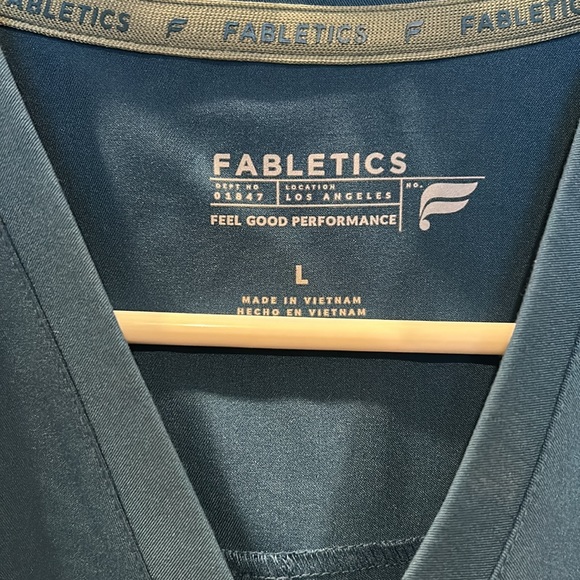 FABLETICS FABLETICS FABLETICS
FABLETICS
DEPT NO LOCATION NO.
01847 LOS ANGELES
FEEL GOOD PERFORMANCE
L
MADE IN VIETNAM
HECHO EN VIETNAM